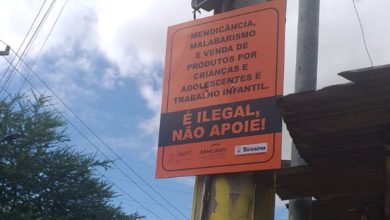 MENDICÂNCIA,
MALABARISMO
E VENDA DE
PRODUTOS POR
CRIANÇAS E
ADOLESCENTES É
TRABALHO INFANTIL.
É ILEGAL,
NÃO APOIE!
SEMCASPI
Teresina